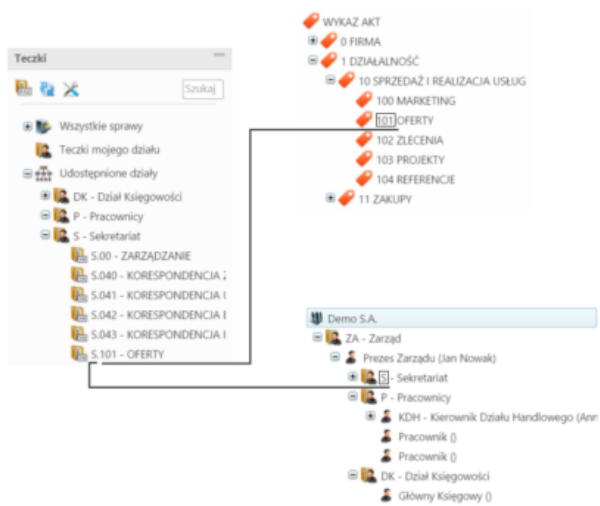 Teczki
Szukaj
Wszystkie sprawy
Teczki mojego działu
Udostępnione działy
DK - Dział Księgowości
P - Pracownicy
S - Sekretariat
S.00 - ZARZĄDZANIE
S.040 - KORESPONDENCJA
S.041 - KORESPONDENCJA
S.042 - KORESPONDENCJA
S.043 - KORESPONDENCJA
S.101 - OFERTY
WYKAZ AKT
0 FIRMA
1 DZIAŁALNOŚĆ
10 SPRZEDAŻ I REALIZACJA USŁUG
100 MARKETING
101 OFERTY
102 ZLECENIA
103 PROJEKTY
104 REFERENCJE
11 ZAKUPY
Demo S.A.
ZA - Zarząd
Prezes Zarządu (Jan Nowak)
S - Sekretariat
P - Pracownicy
KDH - Kierownik Działu Handlowego
Pracownik ()
Pracownik ()
DK - Dział Księgowości
Główny Księgowy ()